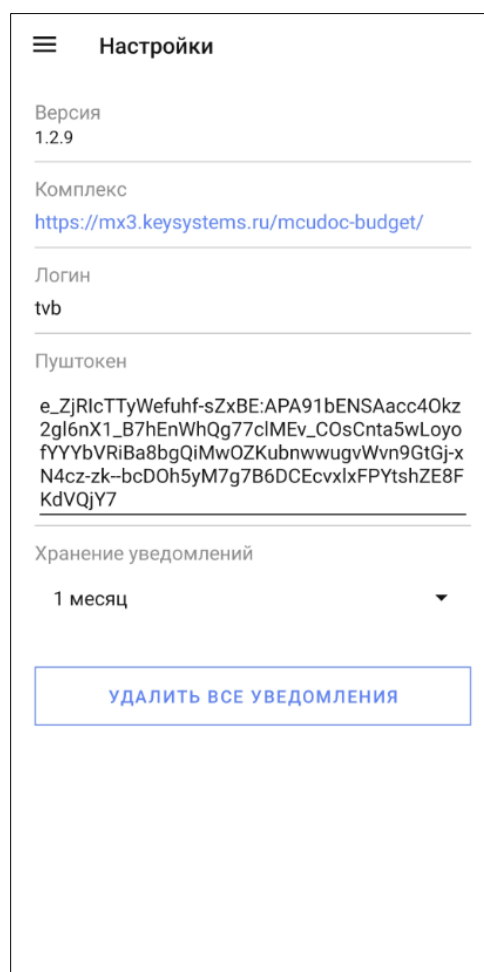 Настройки
Версия
1.2.9
Комплекс
https://mx3.keysystems.ru/mcudoc-budget/
Логин
tvb
Пуштокен
e_ZjRIcTTyWefuhf-sZxBE:APA91bENSAacc4Okz
2gl6nX1_B7hEnWhQg77clMEv_COsCnta5wLoyo
fYYYbVRiBa8bgQiMwOZKubnwwugvWvn9GtGj-x
N4cz-zk--bcDOh5yM7g7B6DCEcvxlxFPYtshZE8F
KdVQjY7
Хранение уведомлений
1 месяц
УДАЛИТЬ ВСЕ УВЕДОМЛЕНИЯ